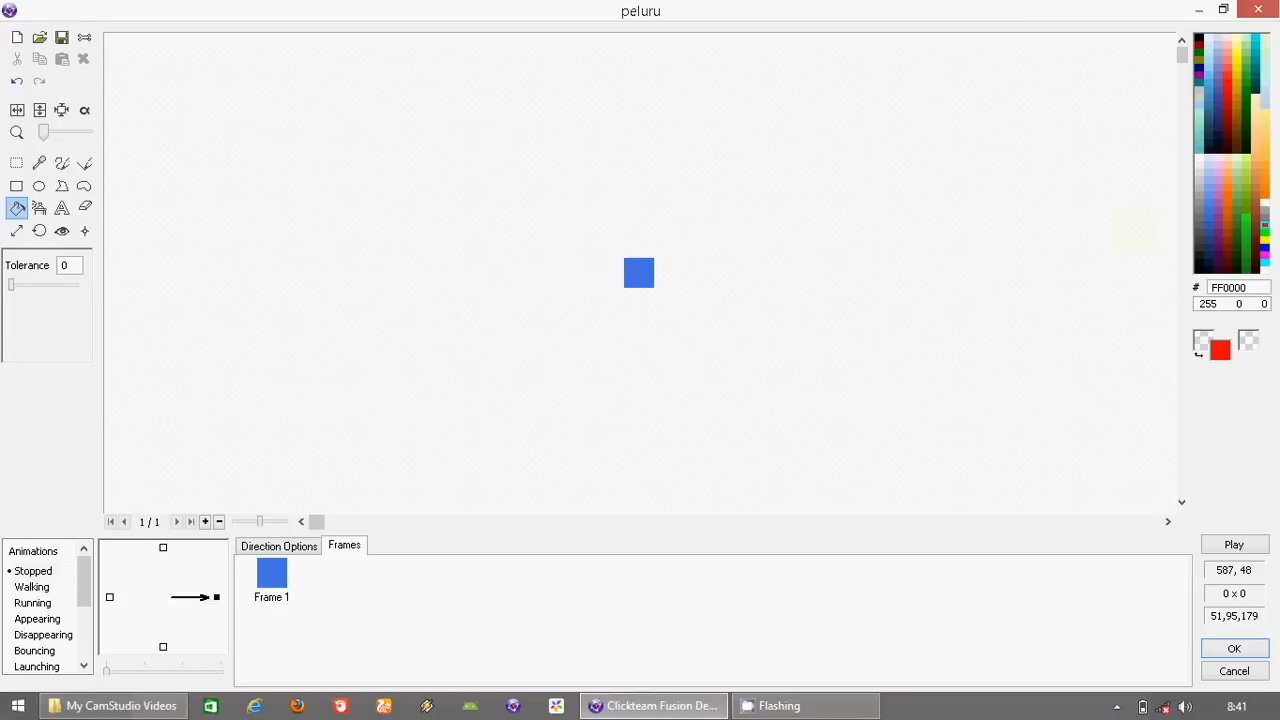 peluru
α
Tolerance 0
# FF0000
255 0 0
1 / 1
Animations
Stopped
Walking
Running
Appearing
Disappearing
Bouncing
Launching
Direction Options
Frames
Frame 1
Play
587, 48
0 x 0
51,95,179
OK
Cancel
My CamStudio Videos
Clickteam Fusion De...
Flashing
8:41